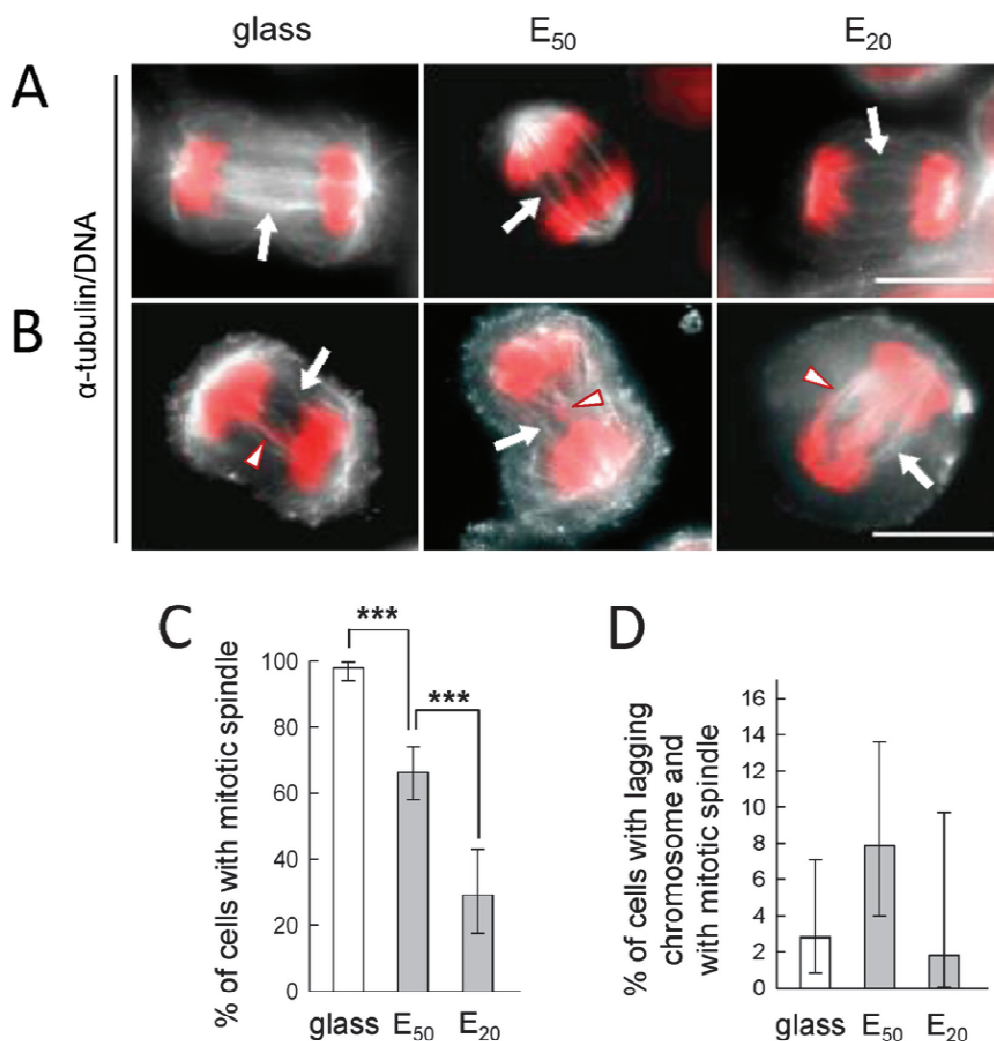 glass E₅₀ E₂₀
A
B
α-tubulin/DNA
C
% of cells with mitotic spindle
***
***
100
80
60
40
20
0
glass E₅₀ E₂₀
D
% of cells with lagging
chromosome and
with mitotic spindle
16
14
12
10
8
6
4
2
0
glass E₅₀ E₂₀